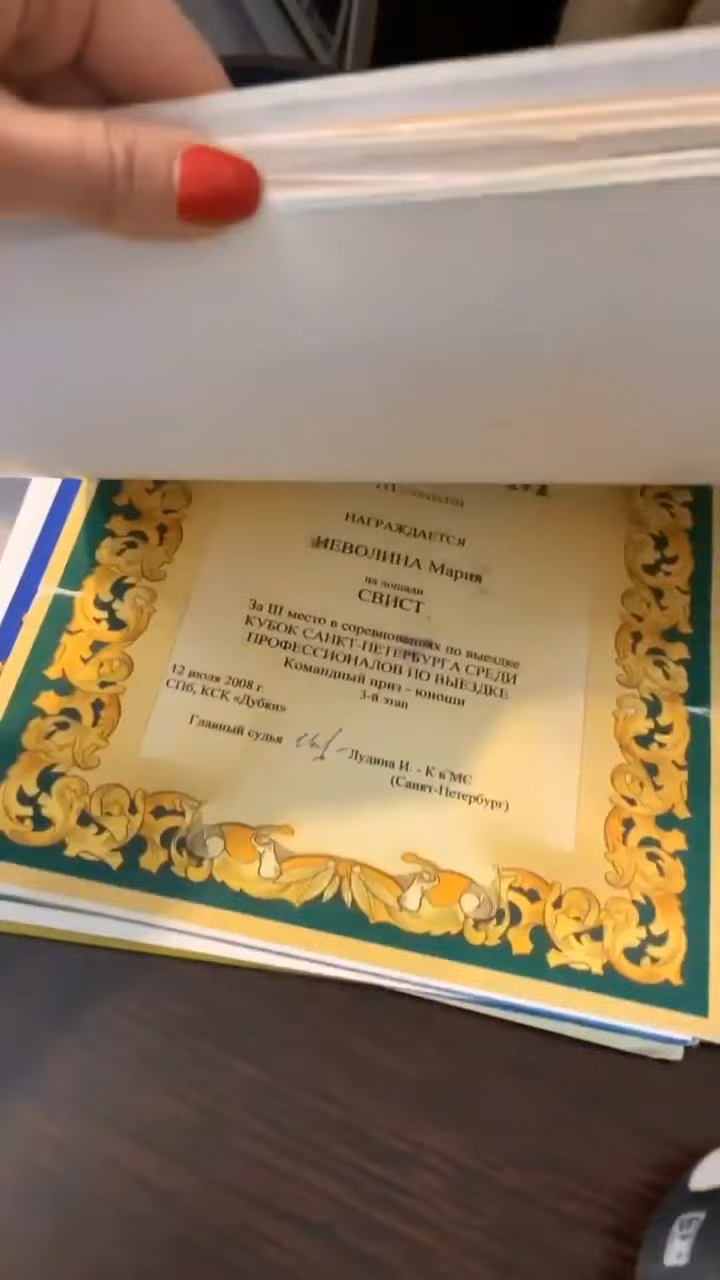 НАГРАЖДАЕТСЯ
НЕВОЛИНА Мария
на лошади
СВИСТ
За III место в соревнованиях по выездке
КУБОК САНКТ-ПЕТЕРБУРГА СРЕДИ
ПРОФЕССИОНАЛОВ ПО ВЫЕЗДКЕ
Командный приз - юноши
3-й этап
12 июля 2008 г.
СПб, КСК «Дубки»
Главный судья Лудина И. - К в МС
(Санкт-Петербург)